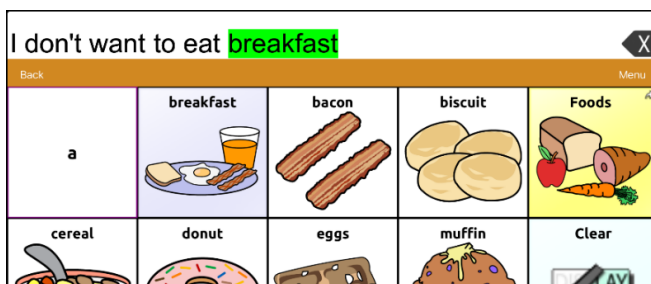 I don't want to eat breakfast
X
Back Menu
breakfast bacon biscuit Foods
a
cereal donut eggs muffin Clear